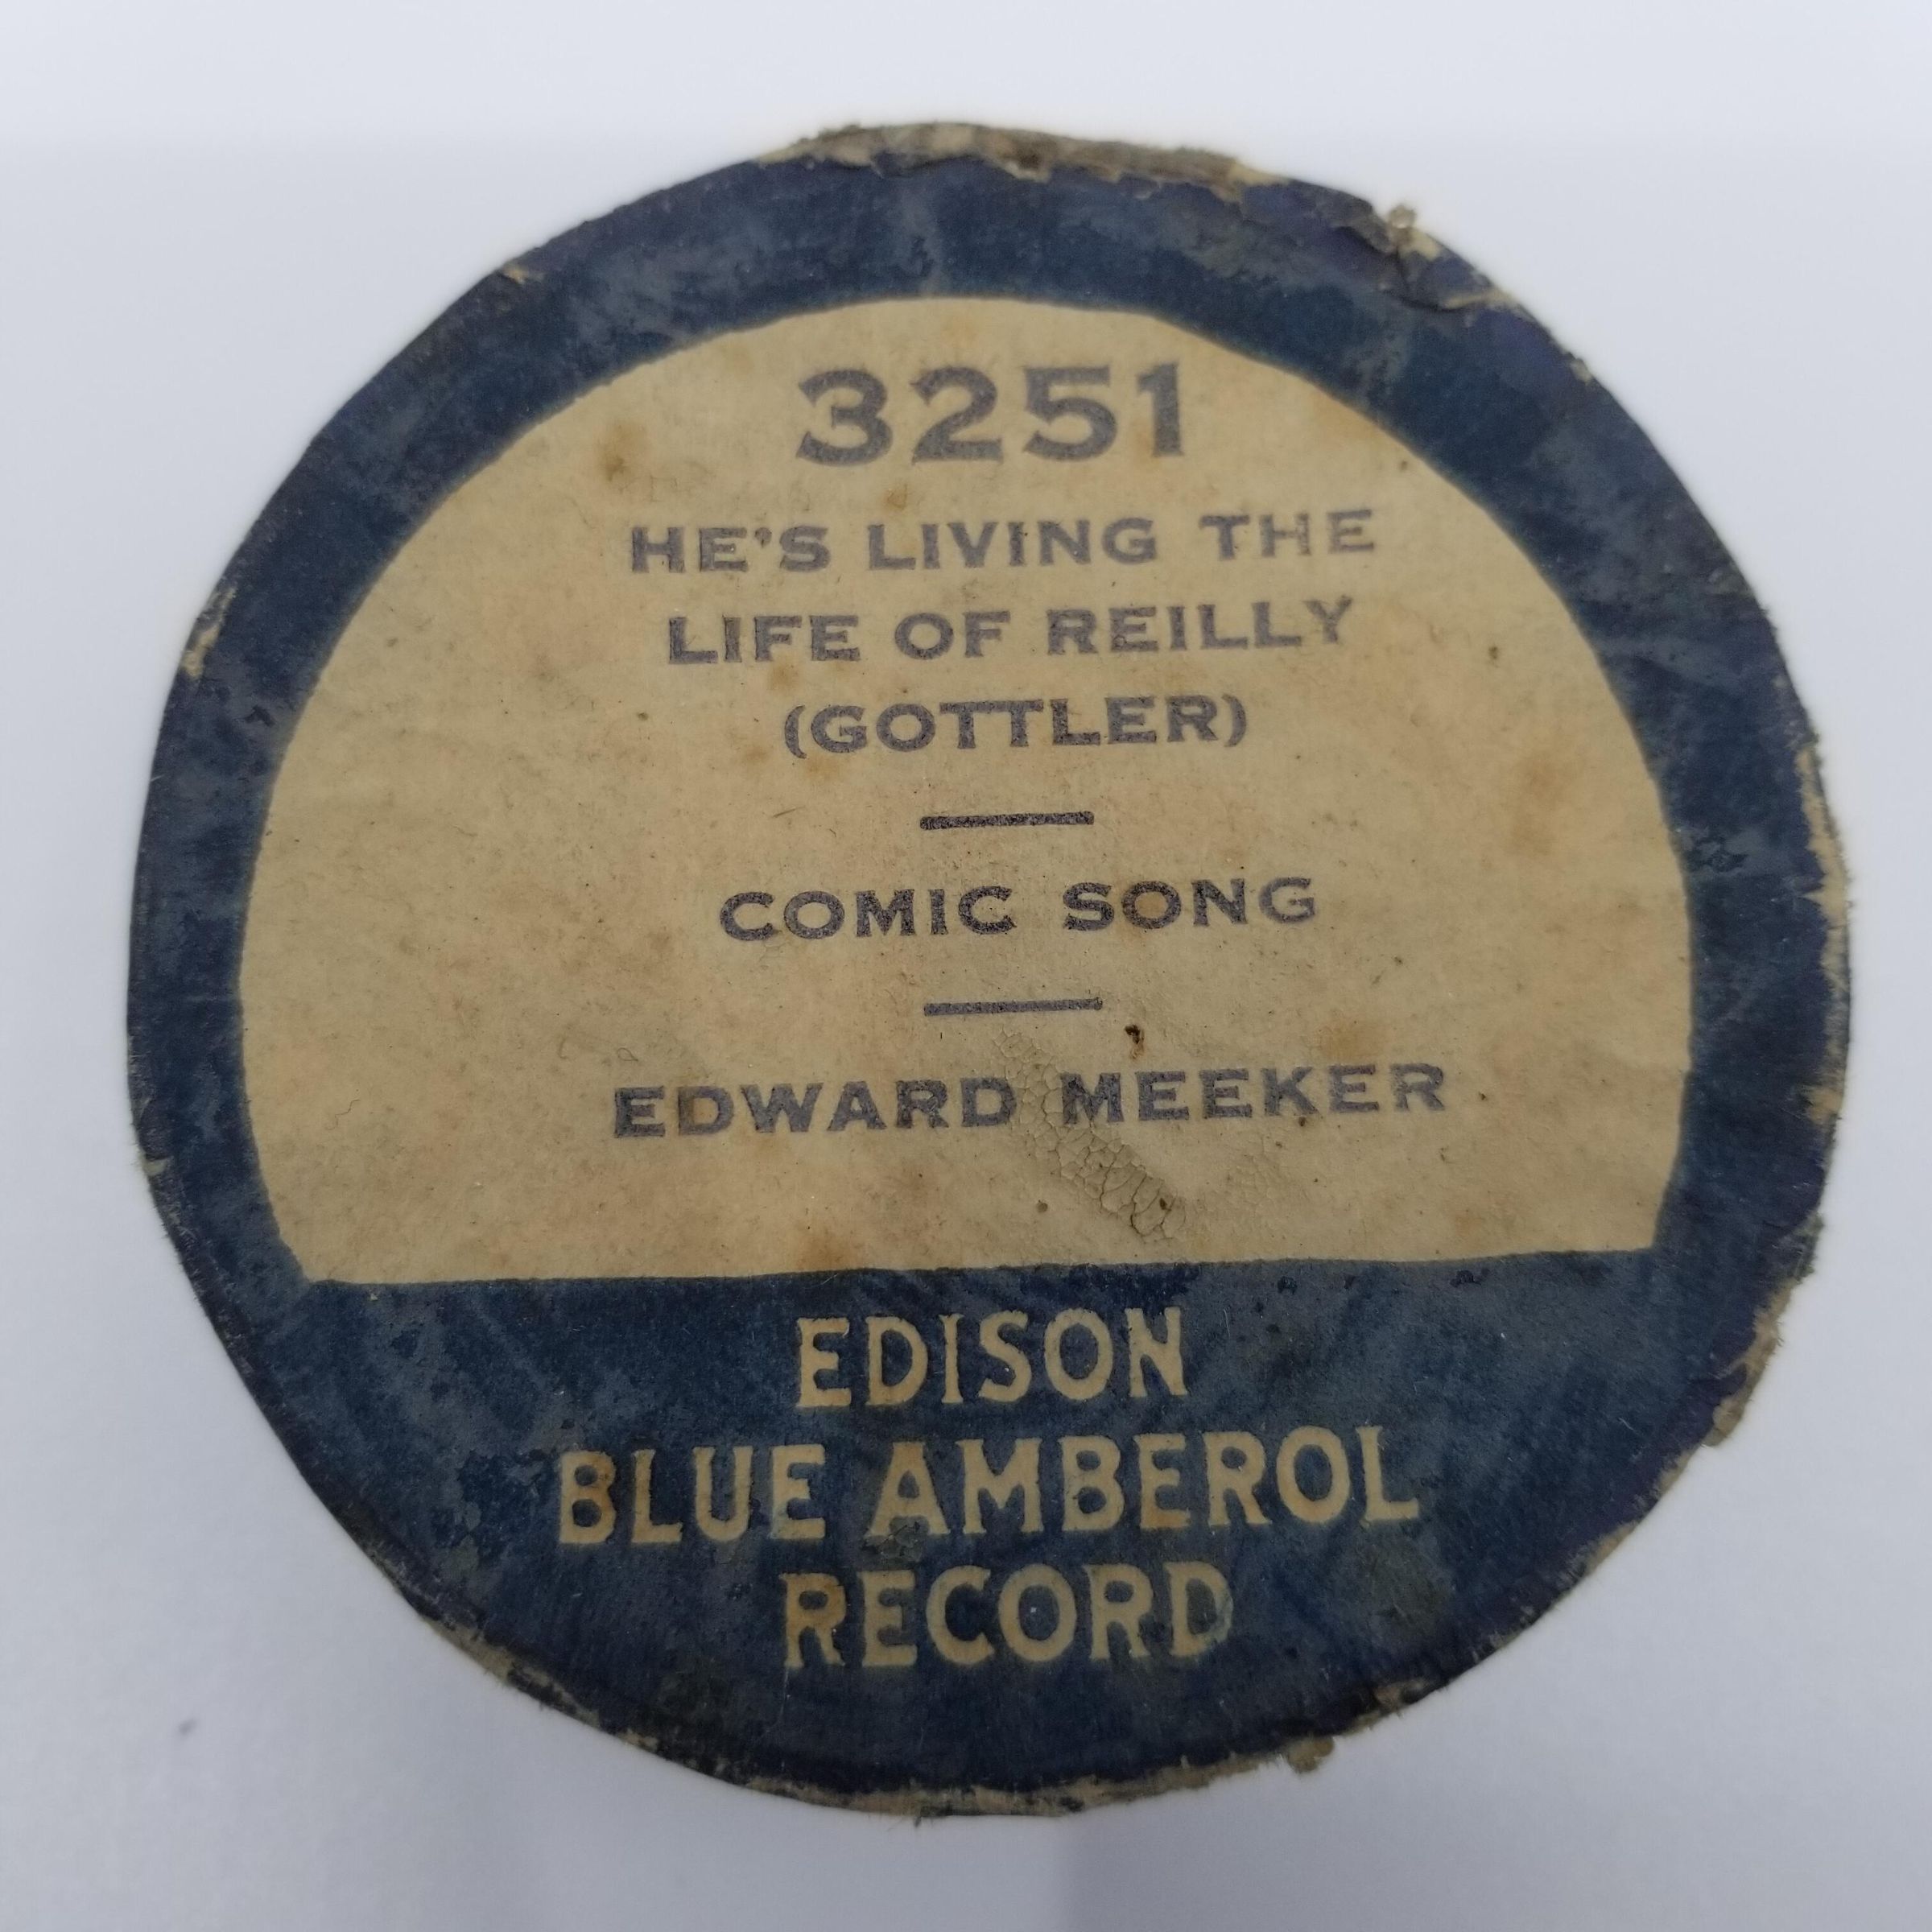 3251
HE'S LIVING THE
LIFE OF REILLY
(GOTTLER)
COMIC SONG
EDWARD MEEKER
EDISON
BLUE AMBEROL
RECORD